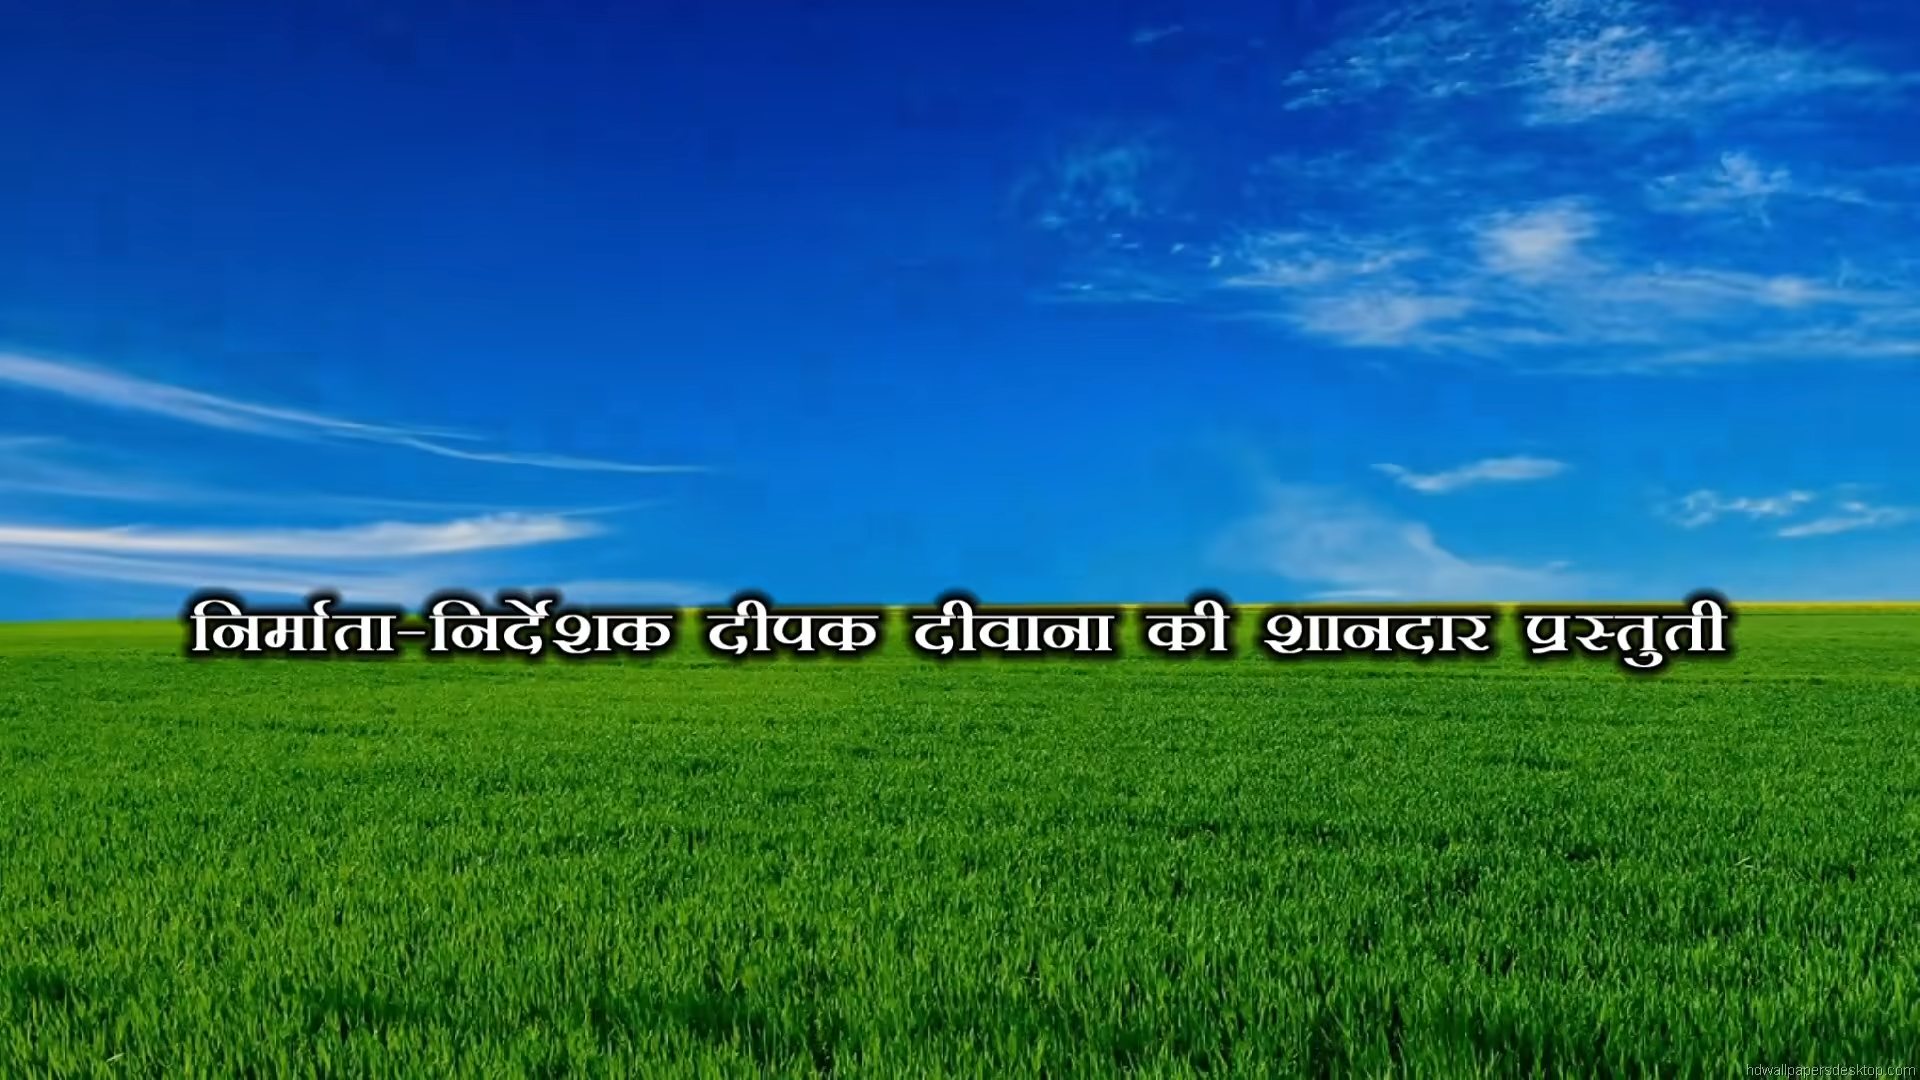 निर्माता-निर्देशक दीपक दीवाना की शानदार प्रस्तुती
hdwallpapersdesktop.com